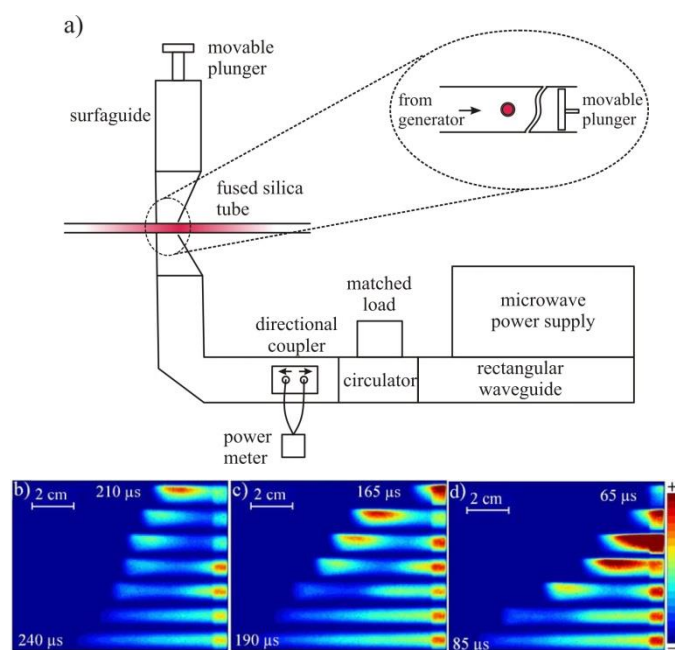 a)
movable
plunger
surfaguide
from
generator
movable
plunger
fused silica
tube
matched
load
microwave
power supply
directional
coupler
circulator
rectangular
waveguide
power
meter
b)
210 µs
2 cm
240 µs
c)
165 µs
2 cm
190 µs
d)
65 µs
2 cm
85 µs
+
−